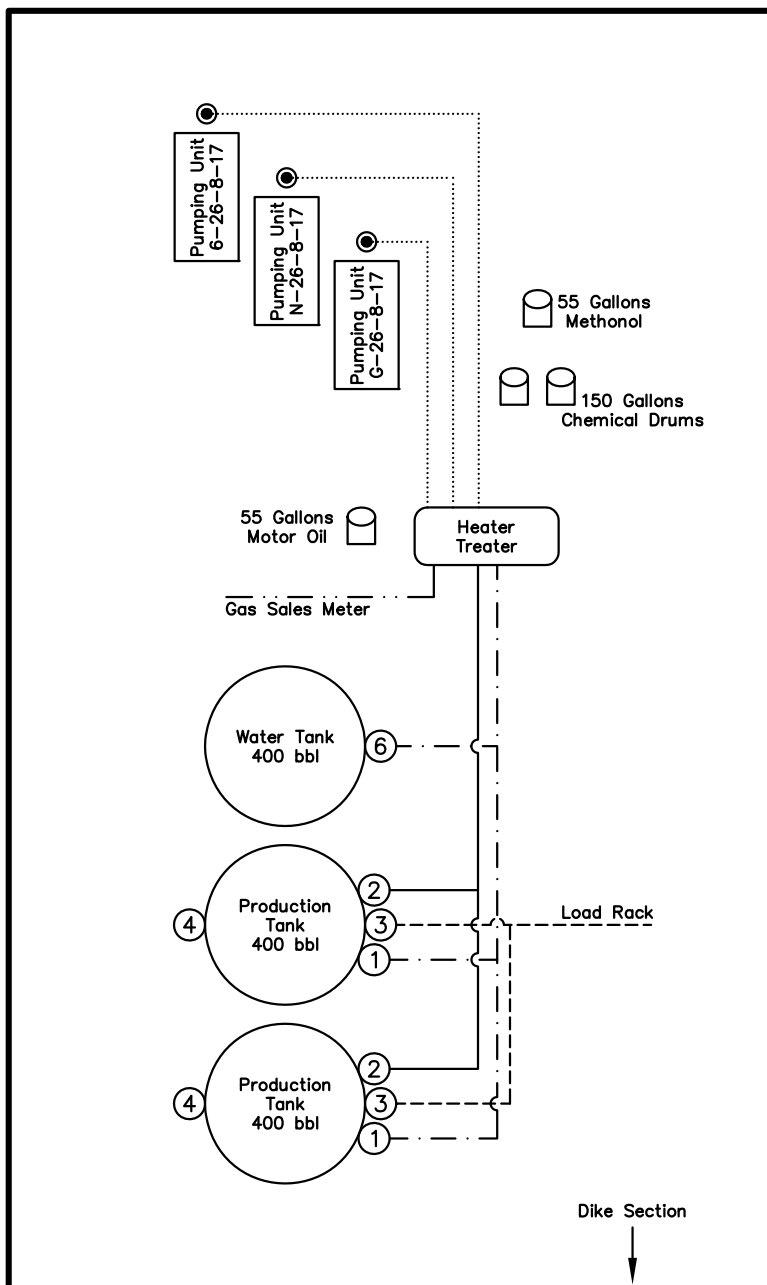 Pumping Unit
6-26-8-17
Pumping Unit
N-26-8-17
Pumping Unit
G-26-8-17
55 Gallons
Methonol
150 Gallons
Chemical Drums
55 Gallons
Motor Oil
Heater
Treater
Gas Sales Meter
Water Tank
400 bbl
6
Production
Tank
400 bbl
4
2
3
1
Load Rack
Production
Tank
400 bbl
4
2
3
1
Dike Section